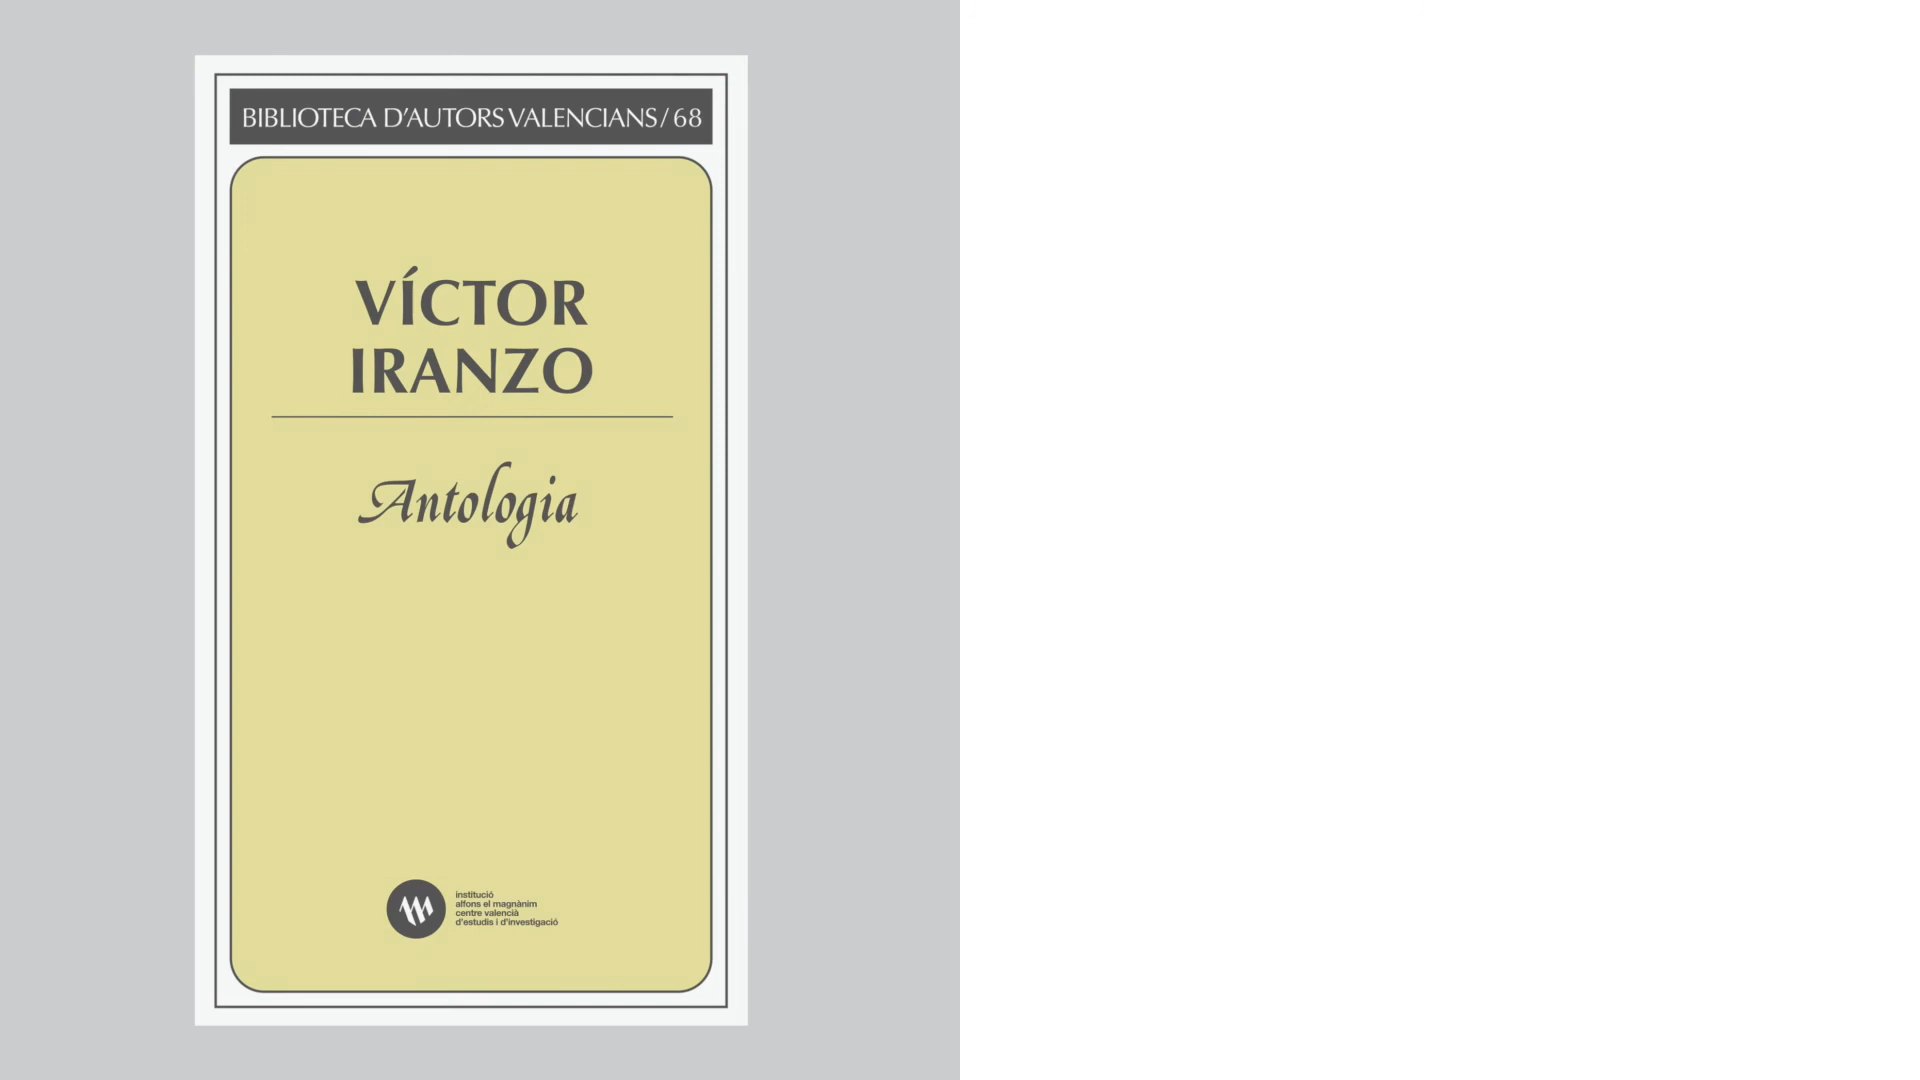 BIBLIOTECA D'AUTORS VALENCIANS/68
VÍCTOR
IRANZO
Antologia
institució
alfons el magnànim
centre valencià
d'estudis i d'investigació